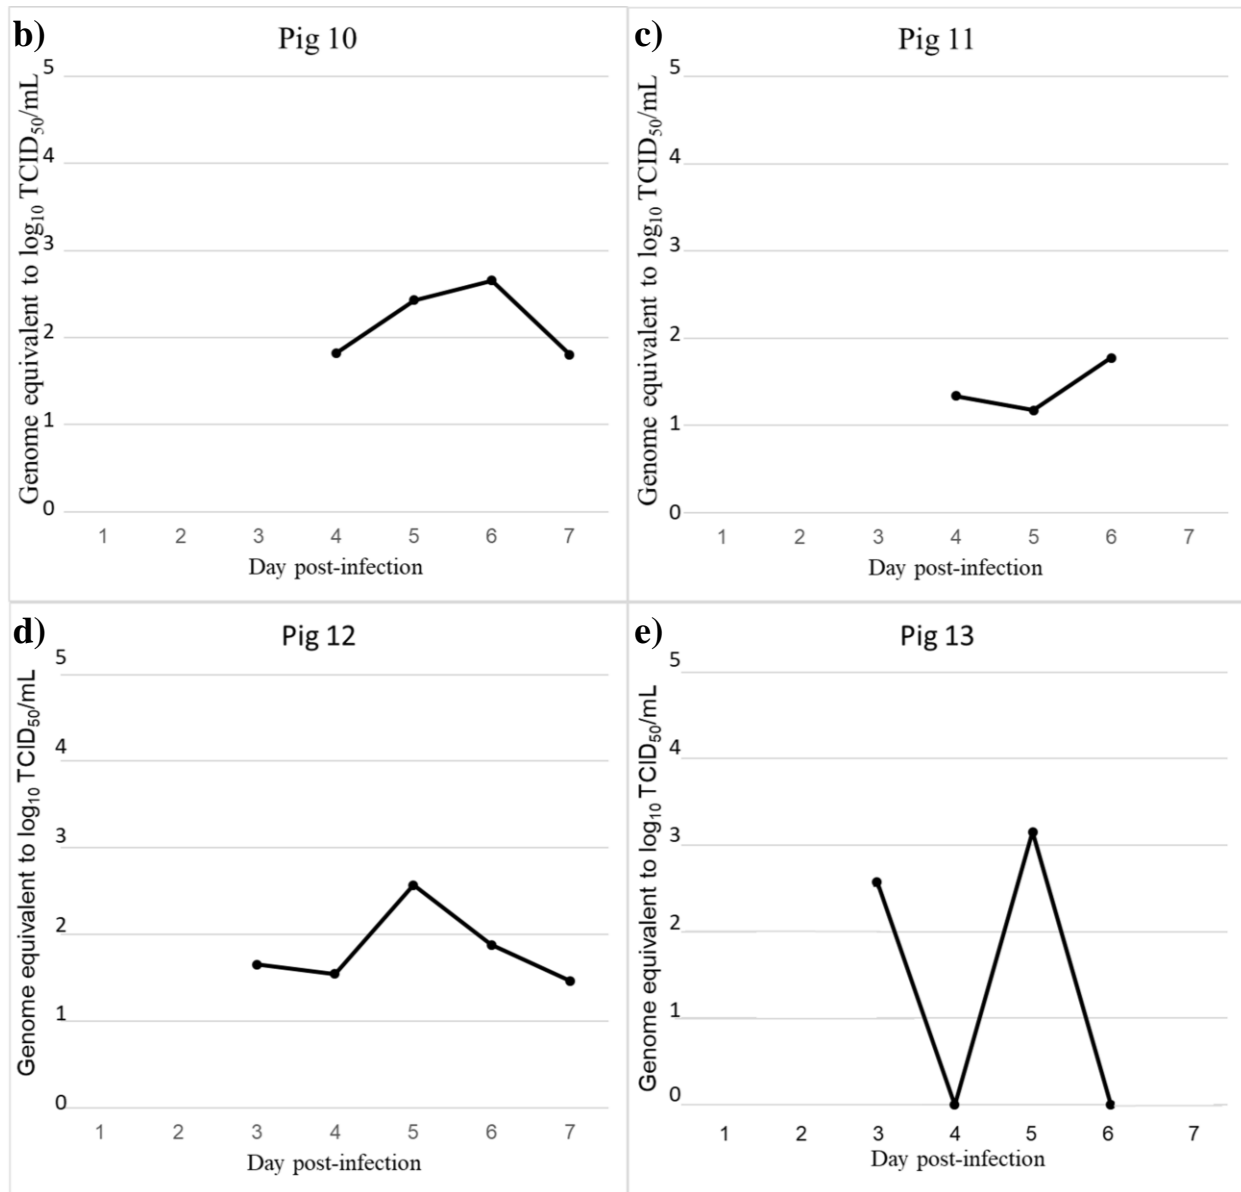 b)
Pig 10
Genome equivalent to log₁₀ TCID₅₀/mL
5
4
3
2
1
0
1 2 3 4 5 6 7
Day post-infection
c)
Pig 11
Genome equivalent to log₁₀ TCID₅₀/mL
5
4
3
2
1
0
1 2 3 4 5 6 7
Day post-infection
d)
Pig 12
Genome equivalent to log₁₀ TCID₅₀/mL
5
4
3
2
1
0
1 2 3 4 5 6 7
Day post-infection
e)
Pig 13
Genome equivalent to log₁₀ TCID₅₀/mL
5
4
3
2
1
0
1 2 3 4 5 6 7
Day post-infection